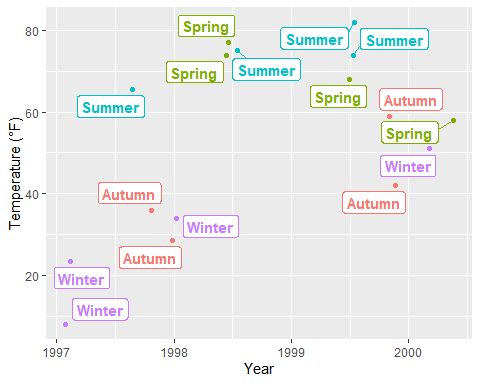 80
60
40
20
Temperature (°F)
Spring
Summer
Summer
Spring
Summer
Summer
Spring
Autumn
Spring
Winter
Autumn
Autumn
Winter
Autumn
Winter
Winter
1997
1998
1999
2000
Year